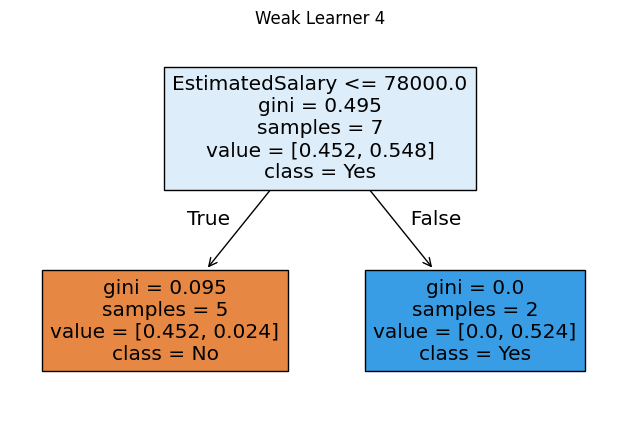 Weak Learner 4
EstimatedSalary <= 78000.0
gini = 0.495
samples = 7
value = [0.452, 0.548]
class = Yes
True
False
gini = 0.095
samples = 5
value = [0.452, 0.024]
class = No
gini = 0.0
samples = 2
value = [0.0, 0.524]
class = Yes